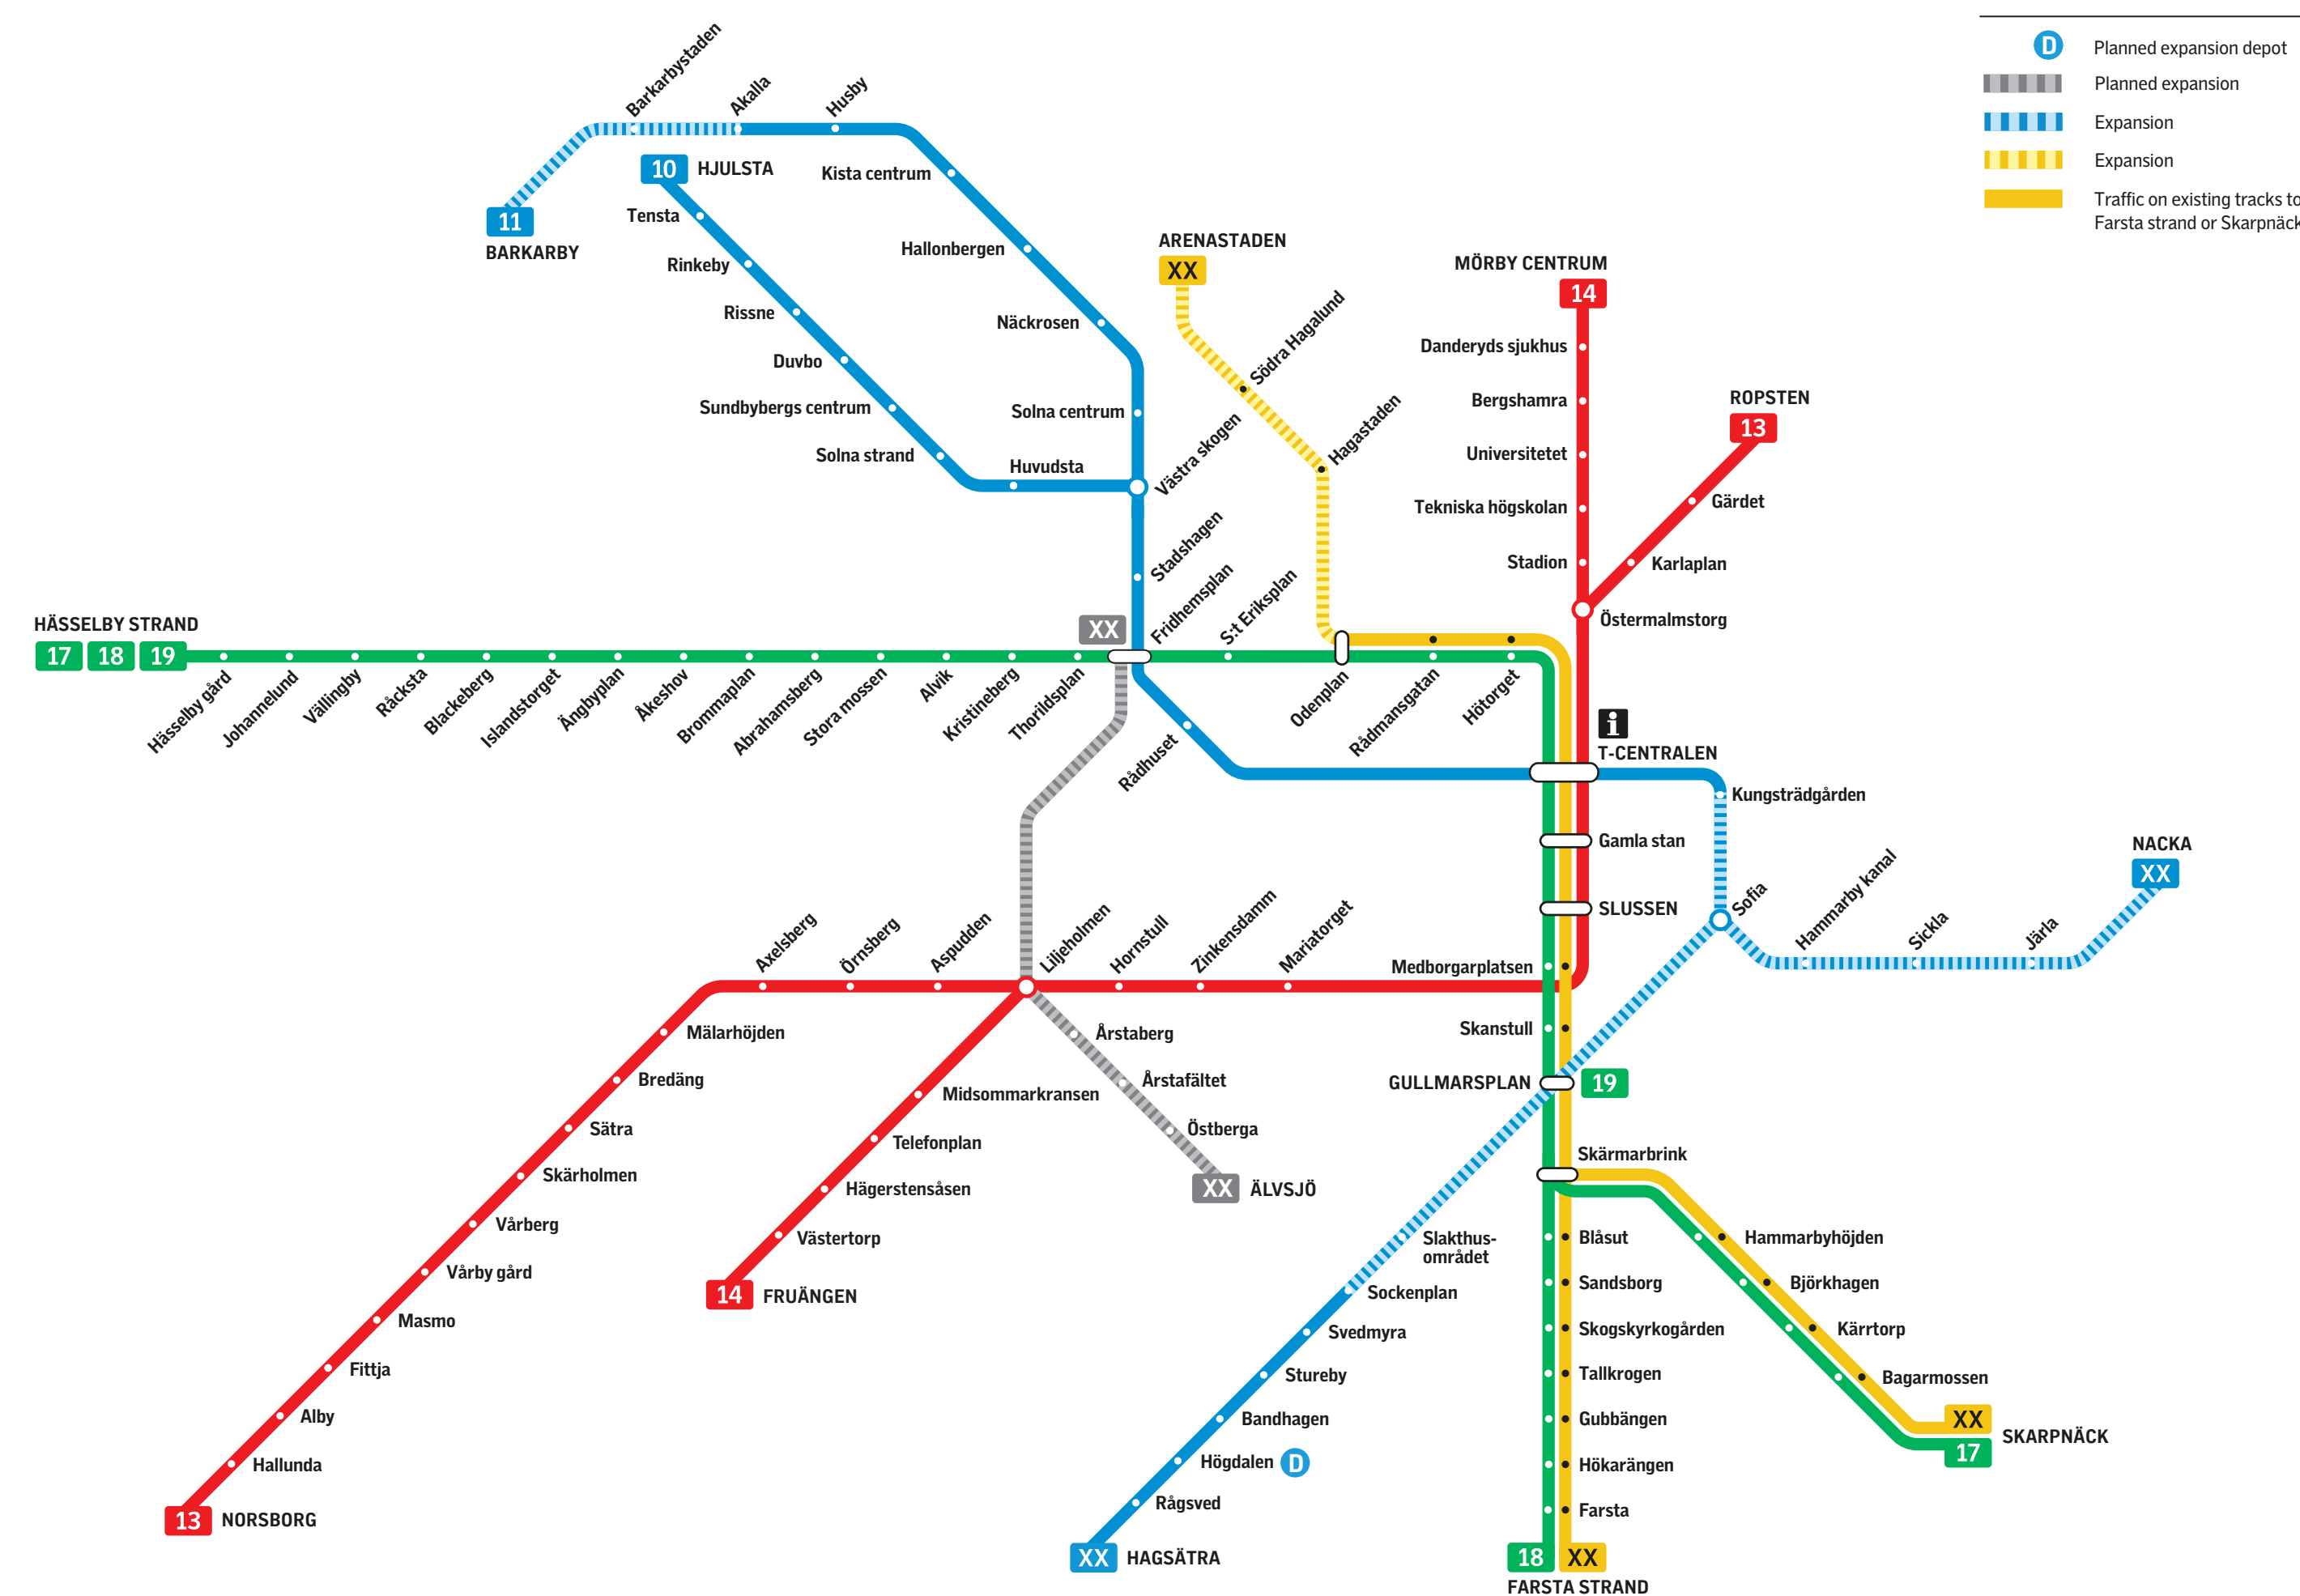 D Planned expansion depot
Planned expansion
Expansion
Expansion
Traffic on existing tracks to
Farsta strand or Skarpnäck
Barkarbystaden
Akalla
Husby
10 HJULSTA
11
BARKARBY
Kista centrum
Tensta
Rinkeby
Rissne
Duvbo
Sundbybergs centrum
Solna strand
Huvudsta
Hallonbergen
Näckrosen
Solna centrum
Västra skogen
Stadshagen
Fridhemsplan
XX
ARENASTADEN
XX
Södra Hagalund
Hagastaden
MÖRBY CENTRUM
14
Danderyds sjukhus
Bergshamra
Universitetet
Tekniska högskolan
Stadion
ROPSTEN
13
Gärdet
Karlaplan
Östermalmstorg
HÄSSELBY STRAND
17 18 19
Hässelby gård
Johannelund
Vällingby
Råcksta
Blackeberg
Islandstorget
Ängbyplan
Åkeshov
Brommaplan
Abrahamsberg
Stora mossen
Alvik
Kristineberg
Thorildsplan
S:t Eriksplan
Odenplan
Rådmansgatan
Hötorget
Rådhuset
i
T-CENTRALEN
Kungsträdgården
Gamla stan
SLUSSEN
NACKA
XX
Sofia
Hammarby kanal
Sickla
Järla
Axelsberg
Örnsberg
Aspudden
Liljeholmen
Hornstull
Zinkensdamm
Mariatorget
Medborgarplatsen
Skanstull
GULLMARSPLAN 19
Skärmarbrink
Mälarhöjden
Bredäng
Sätra
Skärholmen
Vårberg
Vårby gård
Masmo
Fittja
Alby
Hallunda
13 NORSBORG
Midsommarkransen
Telefonplan
Hägerstensåsen
Västertorp
14 FRUÄNGEN
Årstaberg
Årstafältet
Östberga
XX ÄLVSJÖ
Slakthus-
området
Sockenplan
Svedmyra
Stureby
Bandhagen
Högdalen D
Rågsved
XX HAGSÄTRA
Blåsut
Sandsborg
Skogskyrkogården
Tallkrogen
Gubbängen
Hökarängen
Farsta
18 XX
FARSTA STRAND
Hammarbyhöjden
Björkhagen
Kärrtorp
Bagarmossen
XX
17
SKARPNÄCK